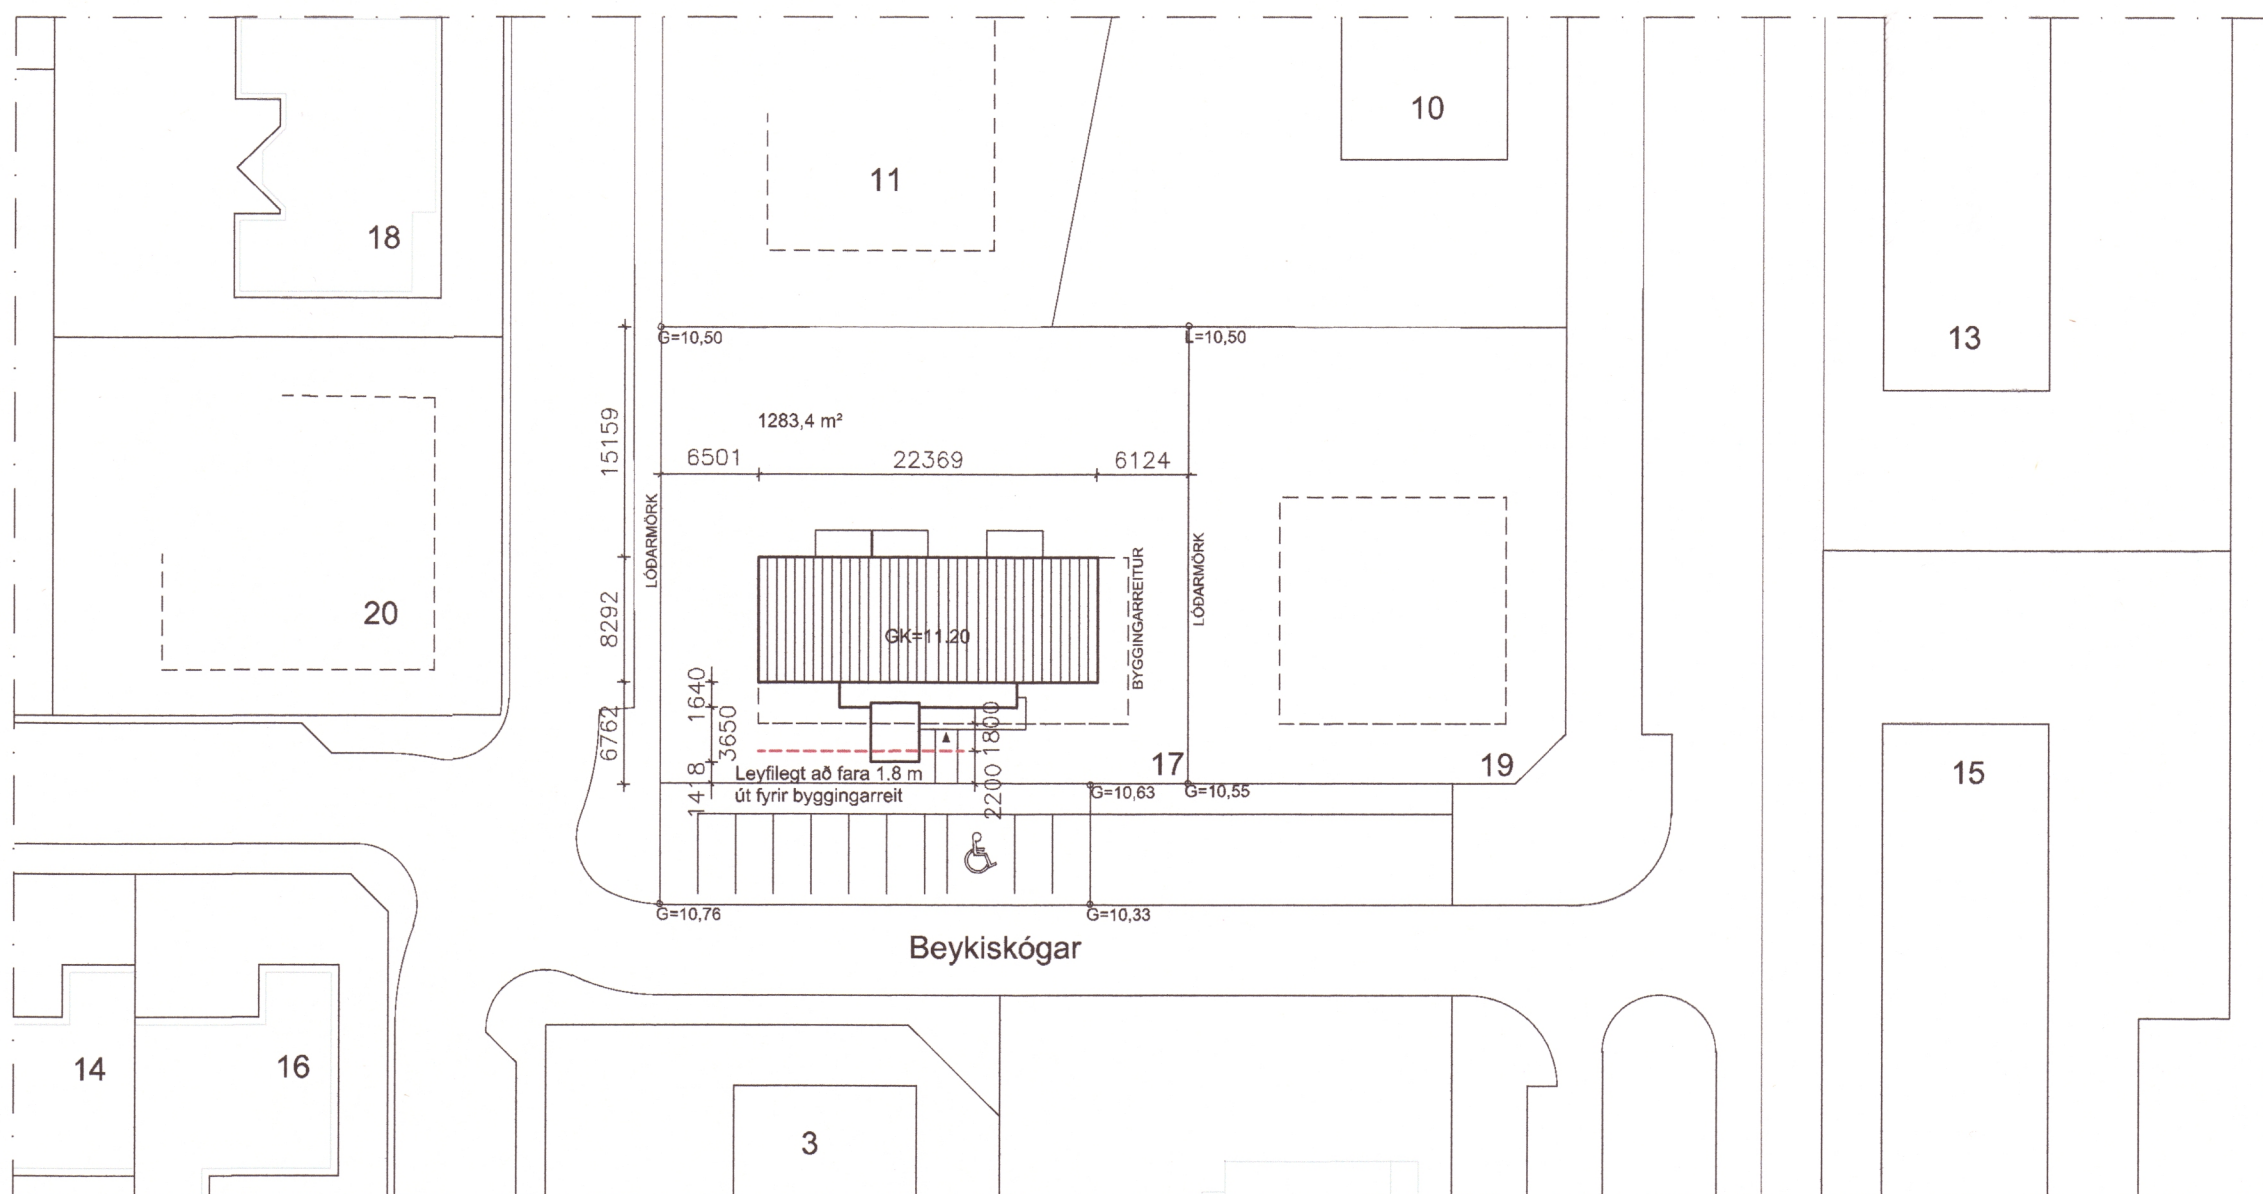 10
11
18
G=10,50
L=10,50
13
1283,4 m²
15159
6501
22369
6124
LÓÐARMÖRK
BYGGINGARREITUR
LÓÐARMÖRK
20
8292
GK=11.20
1640
6762
3650
1800
17
19
15
Leyfilegt að fara 1.8 m
út fyrir byggingarreit
1418
2200
G=10,63
G=10,55
G=10,76
G=10,33
Beykiskógar
14
16
3